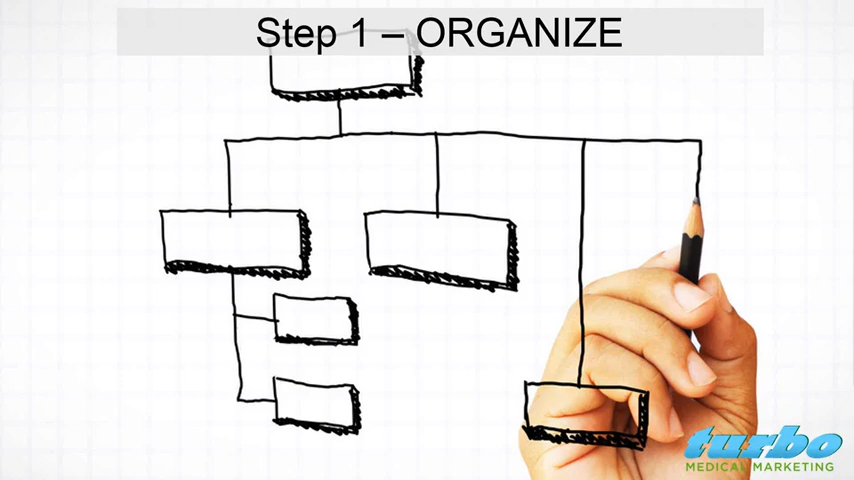 Step 1 – ORGANIZE
turbo
MEDICAL MARKETING